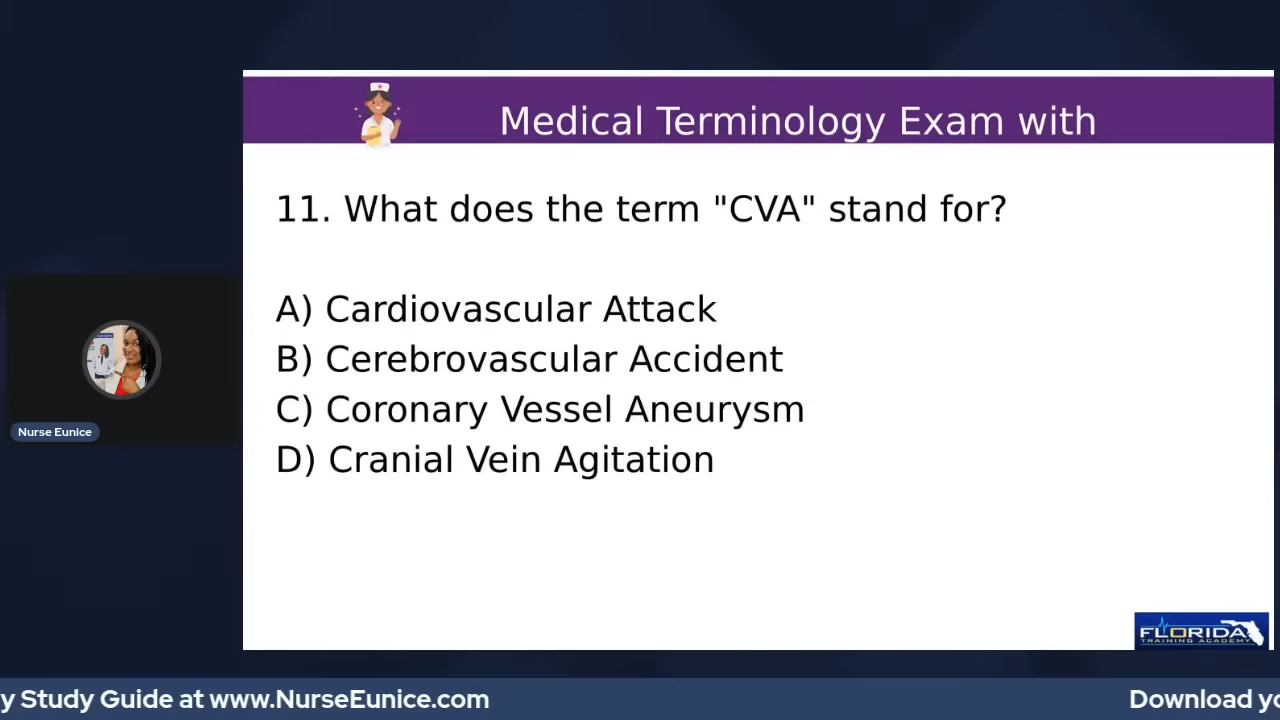 Medical Terminology Exam with
11. What does the term "CVA" stand for?
A) Cardiovascular Attack
B) Cerebrovascular Accident
C) Coronary Vessel Aneurysm
D) Cranial Vein Agitation
Nurse Eunice
FLORIDA
TRAINING ACADEMY
y Study Guide at www.NurseEunice.com
Download yo